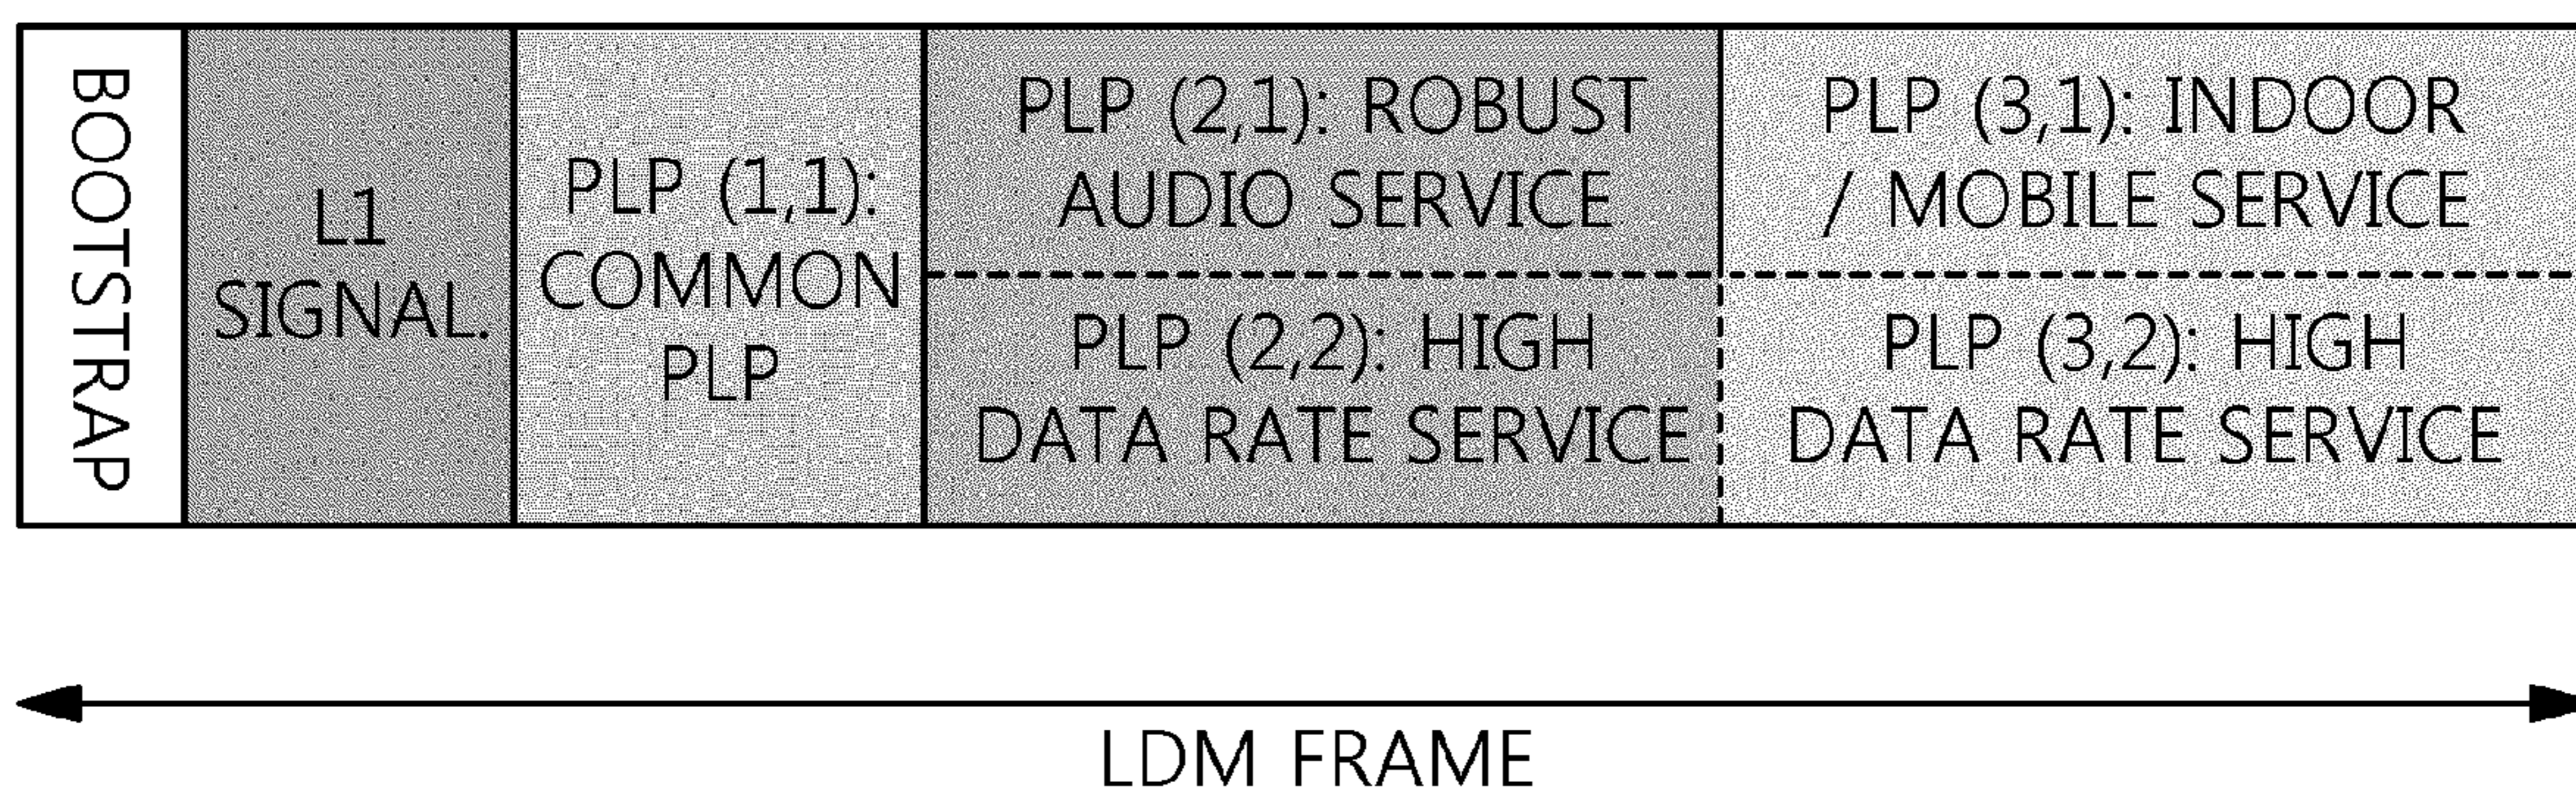 BOOTSTRAP
L1
SIGNAL.
PLP (1,1):
COMMON
PLP
PLP (2,1): ROBUST
AUDIO SERVICE
PLP (2,2): HIGH
DATA RATE SERVICE
PLP (3,1): INDOOR
/ MOBILE SERVICE
PLP (3,2): HIGH
DATA RATE SERVICE
LDM FRAME